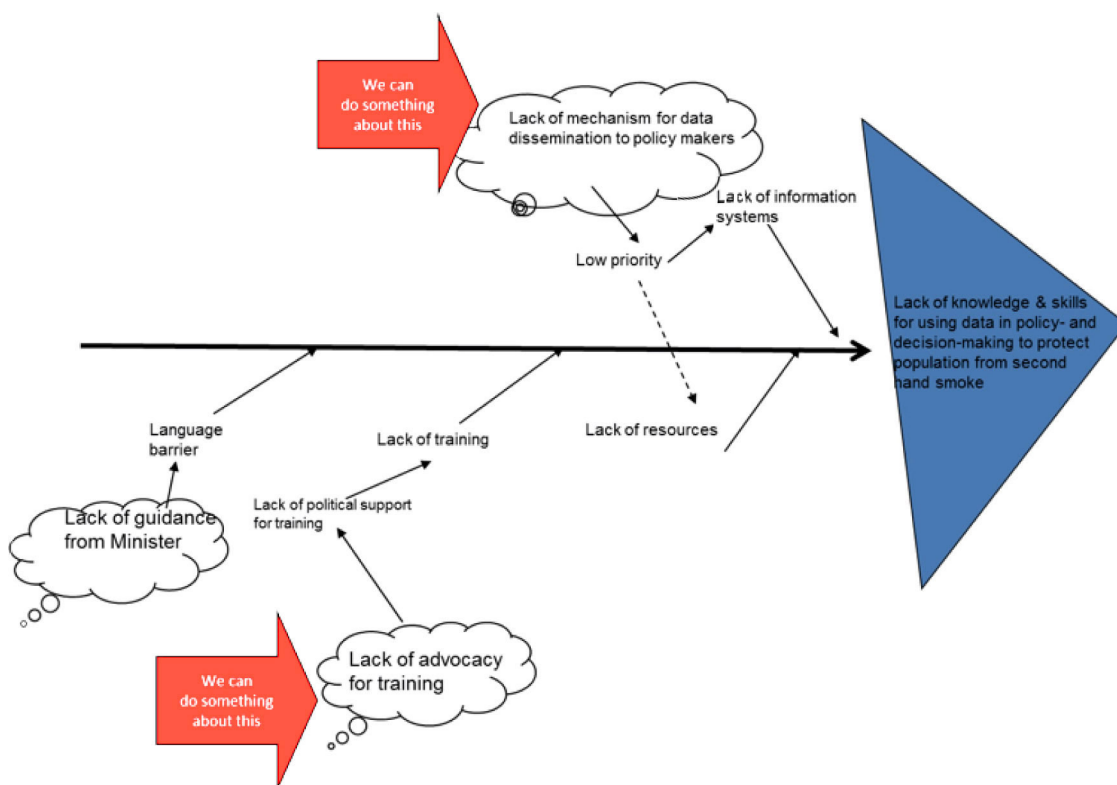 We can
do something
about this
Lack of mechanism for data
dissemination to policy makers
Lack of information
systems
Low priority
Lack of knowledge & skills
for using data in policy- and
decision-making to protect
population from second
hand smoke
Language
barrier
Lack of training
Lack of resources
Lack of guidance
from Minister
Lack of political support
for training
We can
do something
about this
Lack of advocacy
for training